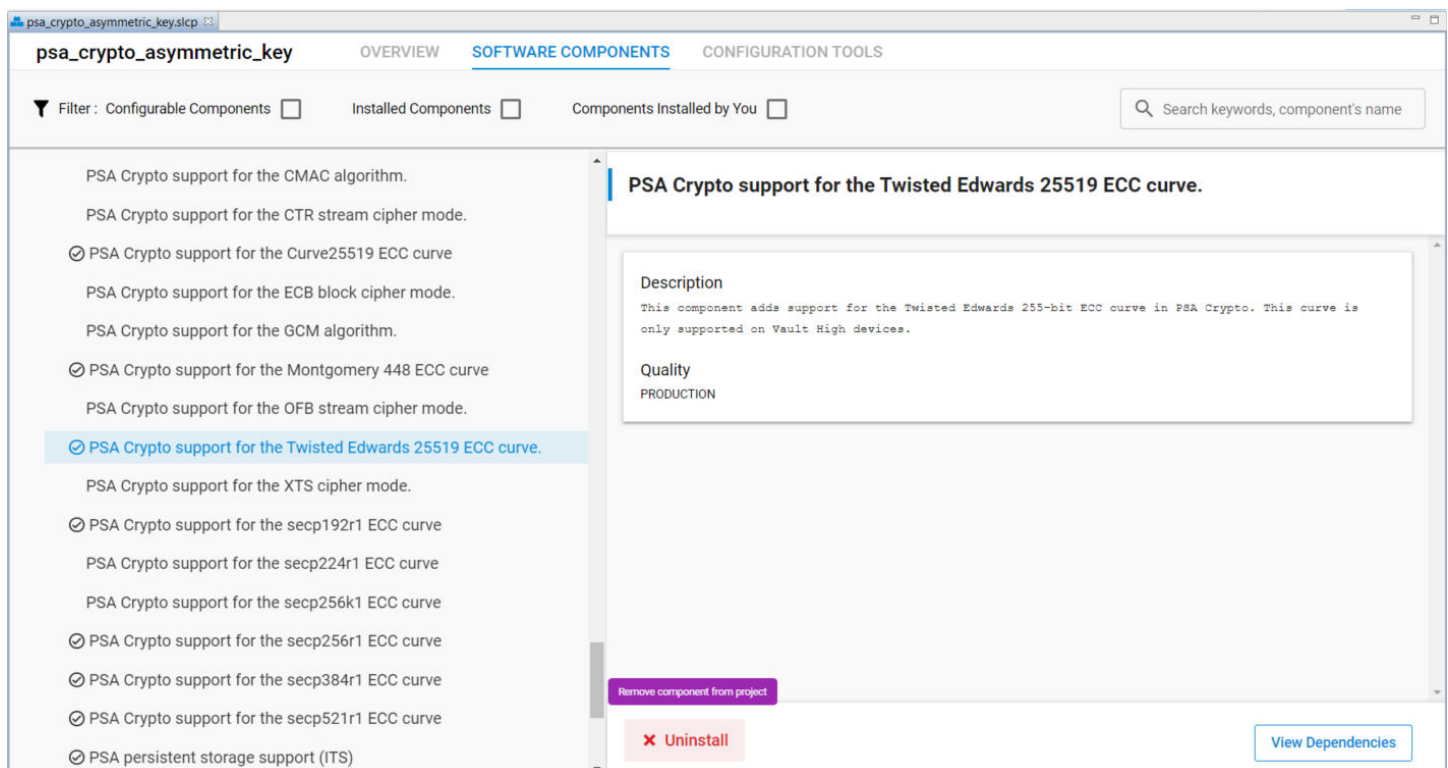 psa_crypto_asymmetric_key.slcp
psa_crypto_asymmetric_key OVERVIEW SOFTWARE COMPONENTS CONFIGURATION TOOLS
Filter : Configurable Components Installed Components Components Installed by You Search keywords, component's name
PSA Crypto support for the CMAC algorithm.
PSA Crypto support for the CTR stream cipher mode.
PSA Crypto support for the Curve25519 ECC curve
PSA Crypto support for the ECB block cipher mode.
PSA Crypto support for the GCM algorithm.
PSA Crypto support for the Montgomery 448 ECC curve
PSA Crypto support for the OFB stream cipher mode.
PSA Crypto support for the Twisted Edwards 25519 ECC curve.
PSA Crypto support for the XTS cipher mode.
PSA Crypto support for the secp192r1 ECC curve
PSA Crypto support for the secp224r1 ECC curve
PSA Crypto support for the secp256k1 ECC curve
PSA Crypto support for the secp256r1 ECC curve
PSA Crypto support for the secp384r1 ECC curve
PSA Crypto support for the secp521r1 ECC curve
PSA persistent storage support (ITS)
PSA Crypto support for the Twisted Edwards 25519 ECC curve.
Description
This component adds support for the Twisted Edwards 255-bit ECC curve in PSA Crypto. This curve is
only supported on Vault High devices.
Quality
PRODUCTION
Remove component from project
Uninstall
View Dependencies